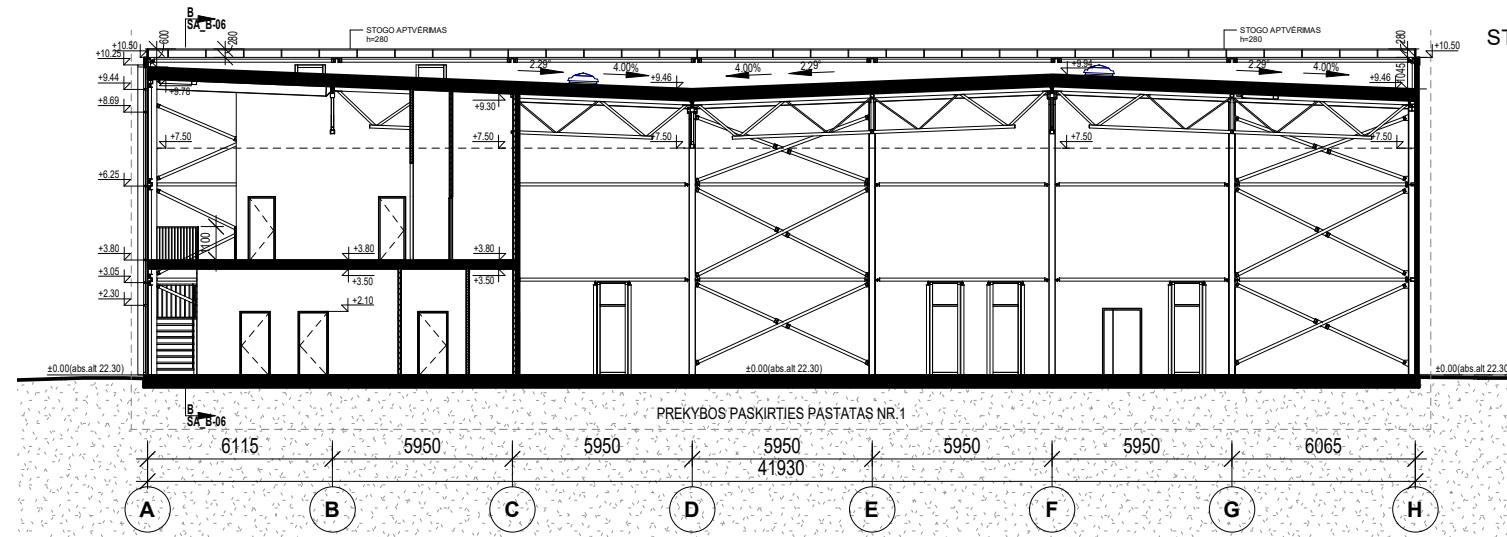 B
SA_B-06
STOGO APTVĖRIMAS
h=280
STOGO APTVĖRIMAS
h=280
ST
+10.50
600
280
280
+10.50
+10.25
2.29°
4.00%
4.00%
2.29°
+9.94
2.29°
4.00%
+9.44
+9.78
+9.46
+9.46
1045
+8.69
+9.30
+7.50
+7.50
+7.50
+7.50
+7.50
+6.25
1100
+3.80
+3.80
+3.80
+3.05
+3.50
+3.50
+2.30
+2.10
±0.00(abs.alt 22.30)
±0.00(abs.alt 22.30)
±0.00(abs.alt 22.30
B
SA_B-06
PREKYBOS PASKIRTIES PASTATAS NR.1
6115
5950
5950
5950
5950
5950
6065
41930
A
B
C
D
E
F
G
H